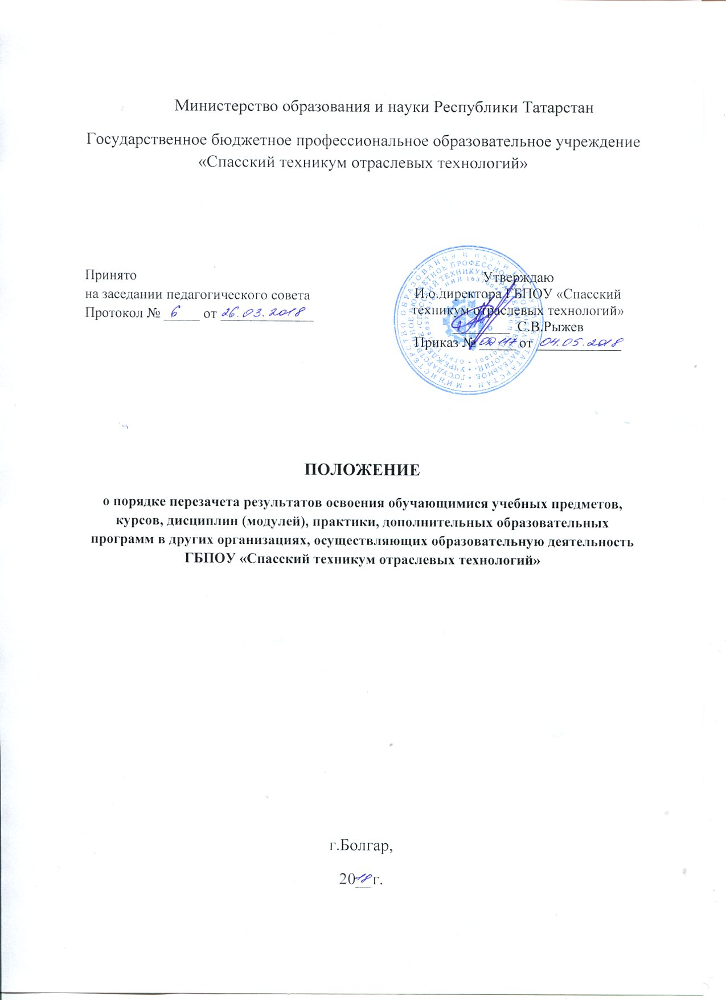 Министерство образования и науки Республики Татарстан
Государственное бюджетное профессиональное образовательное учреждение
«Спасский техникум отраслевых технологий»
Принято
на заседании педагогического совета
Протокол № 6 от 26.03.2018
Утверждаю
И.о.директора ГБПОУ «Спасский
техникум отраслевых технологий»
С.В.Рыжев
Приказ № 117 от 04.05.2018
ПОЛОЖЕНИЕ
о порядке перезачета результатов освоения обучающимися учебных предметов,
курсов, дисциплин (модулей), практики, дополнительных образовательных
программ в других организациях, осуществляющих образовательную деятельность
ГБПОУ «Спасский техникум отраслевых технологий»
г.Болгар,
2018 г.